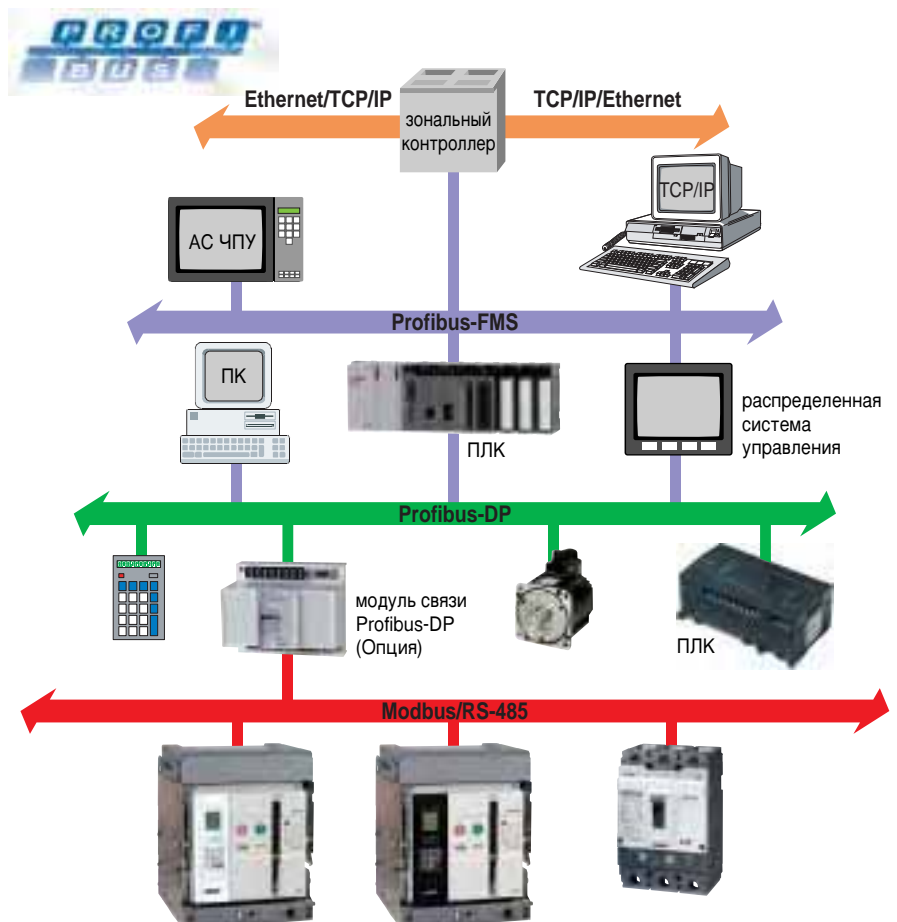 PROFI
BUS
Ethernet/TCP/IP
TCP/IP/Ethernet
зональный
контроллер
TCP/IP
АС ЧПУ
Profibus-FMS
ПК
ПЛК
распределенная
система
управления
Profibus-DP
модуль связи
Profibus-DP
(Опция)
ПЛК
Modbus/RS-485